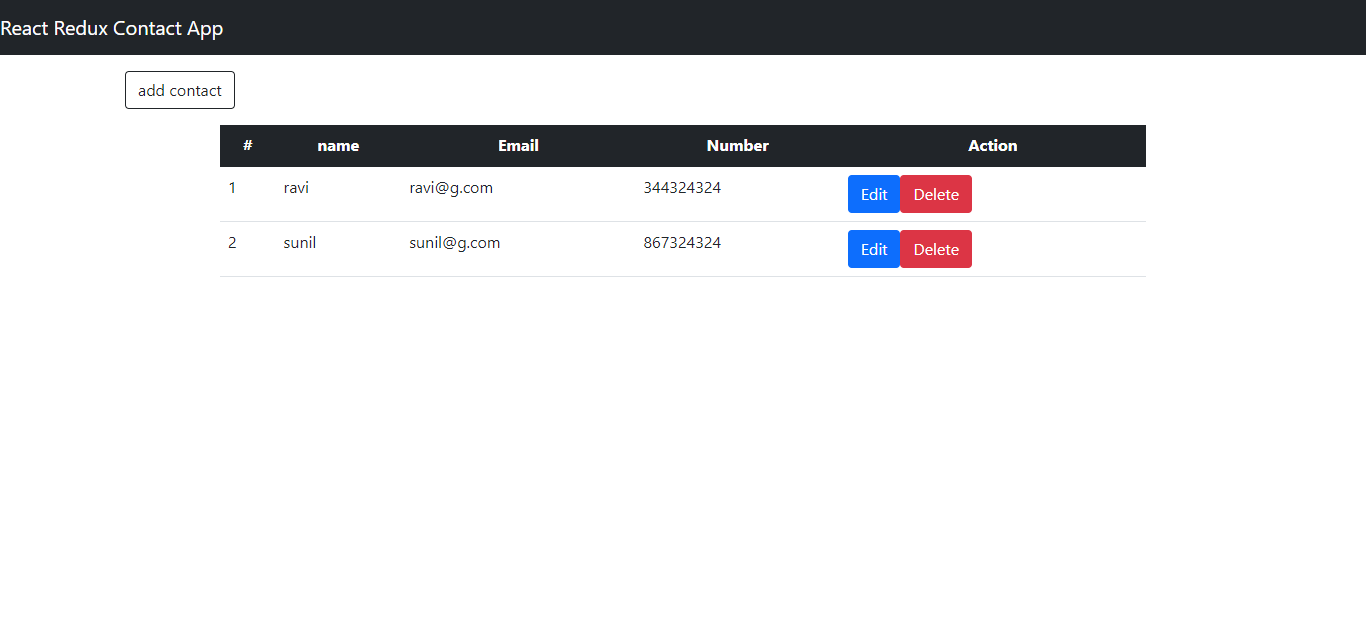 React Redux Contact App
add contact
# name Email Number Action
1 ravi ravi@g.com 344324324 Edit Delete
2 sunil sunil@g.com 867324324 Edit Delete